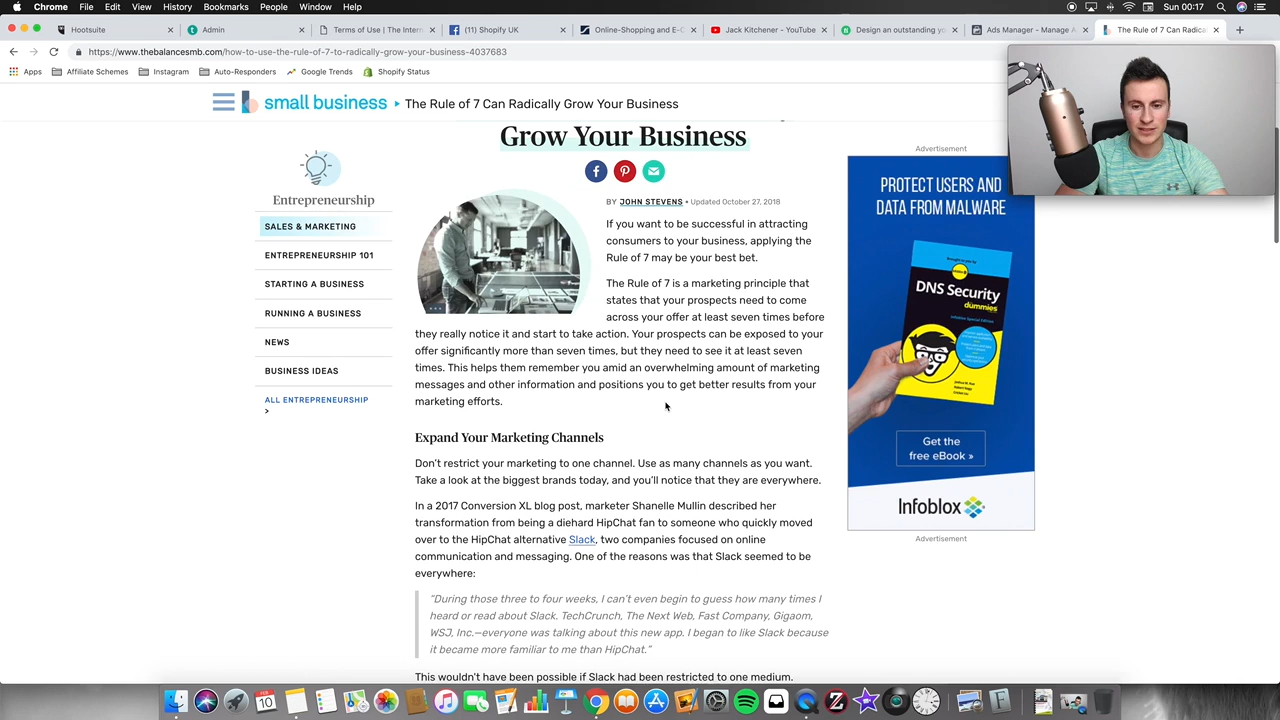 Chrome File Edit View History Bookmarks People Window Help
Sun 00:17
Hootsuite
Admin
Terms of Use | The Intern
(11) Shopify UK
Online-Shopping and E-C
Jack Kitchener - YouTube
Design an outstanding yo
Ads Manager - Manage A
The Rule of 7 Can Radica
https://www.thebalancesmb.com/how-to-use-the-rule-of-7-to-radically-grow-your-business-4037683
Apps Affiliate Schemes Instagram Auto-Responders Google Trends Shopify Status
small business The Rule of 7 Can Radically Grow Your Business
Grow Your Business
Entrepreneurship
SALES & MARKETING
ENTREPRENEURSHIP 101
STARTING A BUSINESS
RUNNING A BUSINESS
NEWS
BUSINESS IDEAS
ALL ENTREPRENEURSHIP
>
BY JOHN STEVENS • Updated October 27, 2018
If you want to be successful in attracting
consumers to your business, applying the
Rule of 7 may be your best bet.
The Rule of 7 is a marketing principle that
states that your prospects need to come
across your offer at least seven times before
they really notice it and start to take action. Your prospects can be exposed to your
offer significantly more than seven times, but they need to see it at least seven
times. This helps them remember you amid an overwhelming amount of marketing
messages and other information and positions you to get better results from your
marketing efforts.
Expand Your Marketing Channels
Don’t restrict your marketing to one channel. Use as many channels as you want.
Take a look at the biggest brands today, and you’ll notice that they are everywhere.
In a 2017 Conversion XL blog post, marketer Shanelle Mullin described her
transformation from being a diehard HipChat fan to someone who quickly moved
over to the HipChat alternative Slack, two companies focused on online
communication and messaging. One of the reasons was that Slack seemed to be
everywhere:
“During those three to four weeks, I can’t even begin to guess how many times I
heard or read about Slack. TechCrunch, The Next Web, Fast Company, Gigaom,
WSJ, Inc.—everyone was talking about this new app. I began to like Slack because
it became more familiar to me than HipChat.”
This wouldn’t have been possible if Slack had been restricted to one medium.
Advertisement
PROTECT USERS AND
DATA FROM MALWARE
DNS Security
dummies
Get the
free eBook »
Infoblox
Advertisement
FEB
10